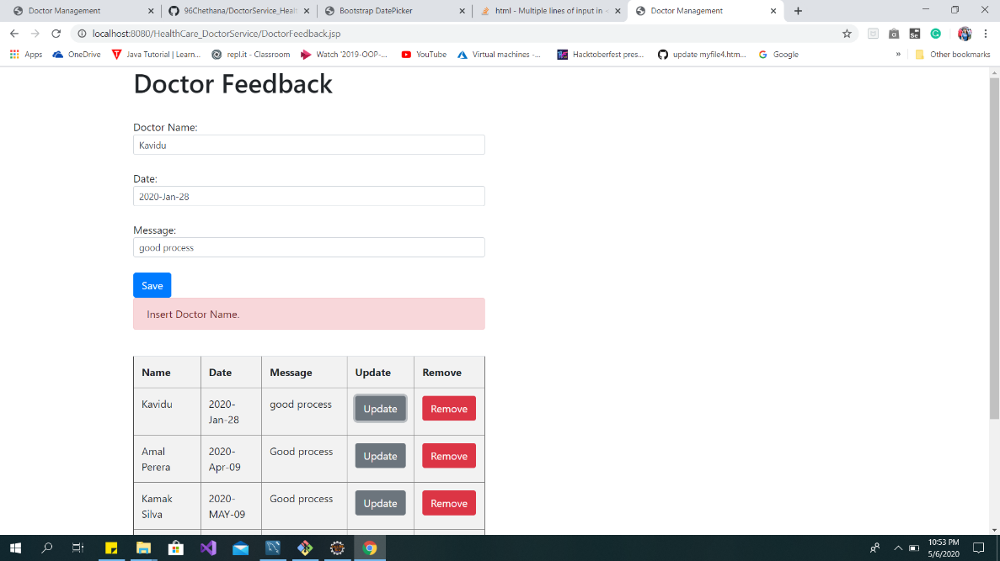 Doctor Management
96Chethana/DoctorService_Healt
Bootstrap DatePicker
html - Multiple lines of input in <
Doctor Management
localhost:8080/HealthCare_DoctorService/DoctorFeedback.jsp
Apps
OneDrive
Java Tutorial | Learn...
repl.it - Classroom
Watch '2019-OOP-...
YouTube
Virtual machines -...
Hacktoberfest pres...
update myfile4.htm...
Google
»
Other bookmarks
Doctor Feedback
Doctor Name:
Kavidu
Date:
2020-Jan-28
Message:
good process
Save
Insert Doctor Name.
Name Date Message Update Remove
Kavidu 2020- good process Update Remove
Jan-28
Amal 2020- Good process Update Remove
Perera Apr-09
Kamak 2020- Good process Update Remove
Silva MAY-09
10:53 PM
5/6/2020